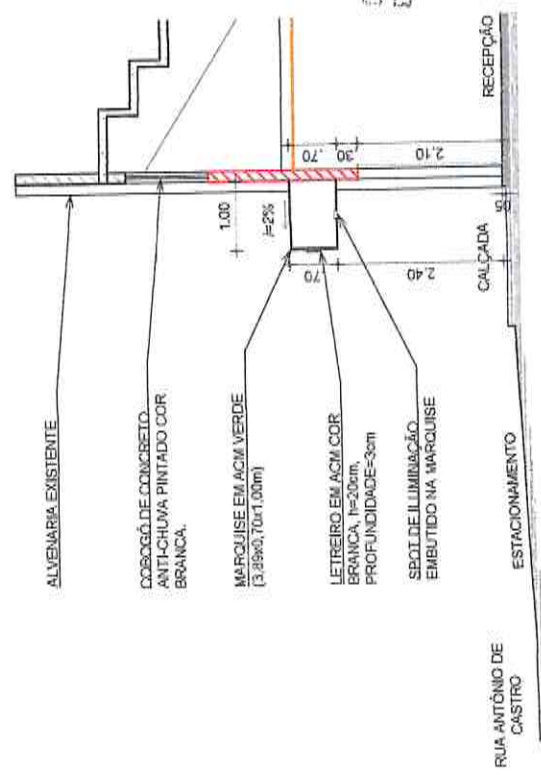 ALVENARIA EXISTENTE
COBOGÓ DE CONCRETO
ANTI-CHUVA PINTADO COR
BRANCA.
MARQUISE EM ACM VERDE
(3,89x0,70x1,00m)
LETREIRO EM ACM COR
BRANCA, h=20cm,
PROFUNDIDADE=3cm
SPOT DE ILUMINAÇÃO
EMBUTIDO NA MARQUISE
1.00
i=2%
.70
.70
.30
2.10
2.40
.05
RECEPÇÃO
CALÇADA
ESTACIONAMENTO
RUA ANTÔNIO DE
CASTRO